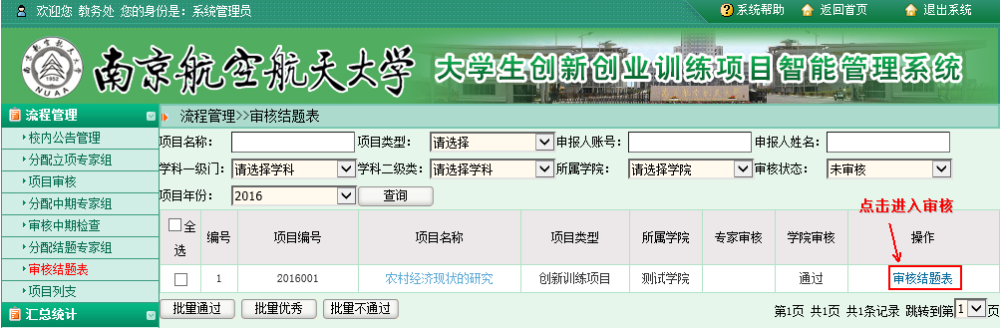 欢迎您 教务处 您的身份是：系统管理员 系统帮助 返回首页 退出系统
南京航空航天大学 大学生创新创业训练项目智能管理系统
1952
NUAA
流程管理
校内公告管理
分配立项专家组
项目审核
分配中期专家组
审核中期检查
分配结题专家组
审核结题表
项目列支
汇总统计
流程管理>>审核结题表
项目名称： 项目类型： 请选择 申报人账号： 申报人姓名：
学科一级门： 请选择学科 学科二级类： 请选择学科 所属学院： 请选择学院 审核状态： 未审核
项目年份： 2016 查询
点击进入审核
全选 编号 项目编号 项目名称 项目类型 所属学院 专家审核 学院审核 操作
1 2016001 农村经济现状的研究 创新训练项目 测试学院 通过 审核结题表
批量通过 批量优秀 批量不通过 第1页 共1页 共1条记录 跳转到第 1 页